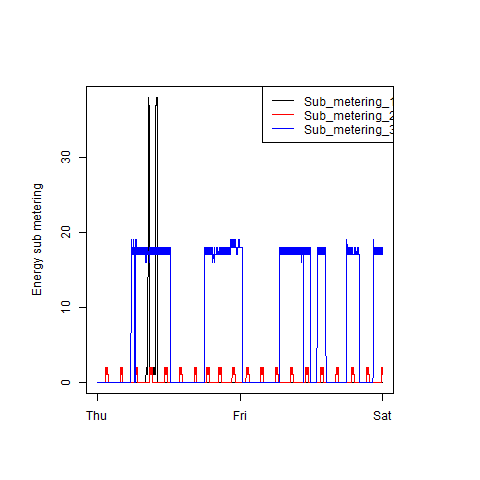 Sub_metering_1
Sub_metering_2
Sub_metering_3
Energy sub metering
30
20
10
0
Thu
Fri
Sat